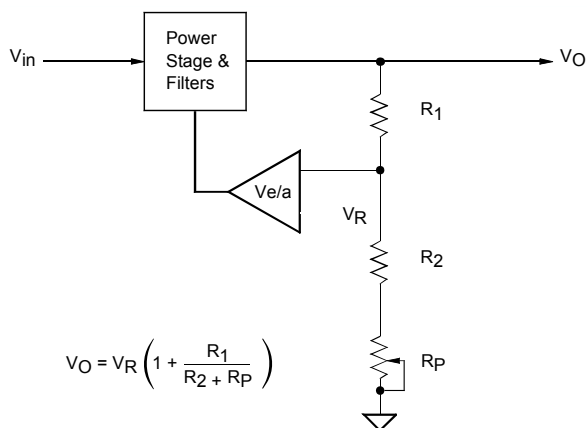 Power
Stage &
Filters
Vin
VO
R1
Ve/a
VR
R2
RP
VO = VR ( 1 + R1 / R2 + RP )